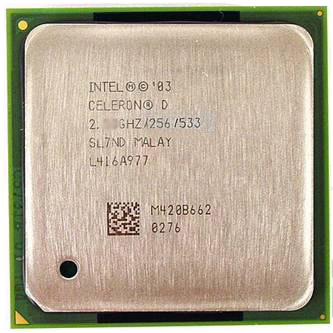 INTEL Ⓜ © '03
CELERON ® D
2. GHZ/256/533
SL7ND MALAY
L416A977
M420B662
0276